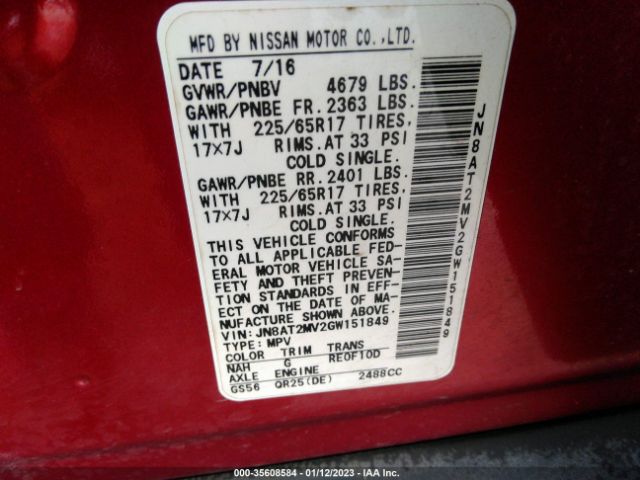 MFD BY NISSAN MOTOR CO.,LTD.
DATE 7/16
GVWR/PNBV 4679 LBS.
GAWR/PNBE FR. 2363 LBS.
WITH 225/65R17 TIRES,
17×7J RIMS.AT 33 PSI
COLD SINGLE.
GAWR/PNBE RR. 2401 LBS.
WITH 225/65R17 TIRES,
17×7J RIMS.AT 33 PSI
COLD SINGLE.
THIS VEHICLE CONFORMS
TO ALL APPLICABLE FED-
ERAL MOTOR VEHICLE SA-
FETY AND THEFT PREVEN-
TION STANDARDS IN EFF-
ECT ON THE DATE OF MA-
NUFACTURE SHOWN ABOVE.
VIN: JN8AT2MV2GW151849
TYPE: MPV
COLOR TRIM TRANS
NAH G RE0F10D
AXLE ENGINE
GS56 QR25(DE) 2488CC
JN8AT2MV2GW151849
000-35608584 - 01/12/2023 - © IAA Inc.